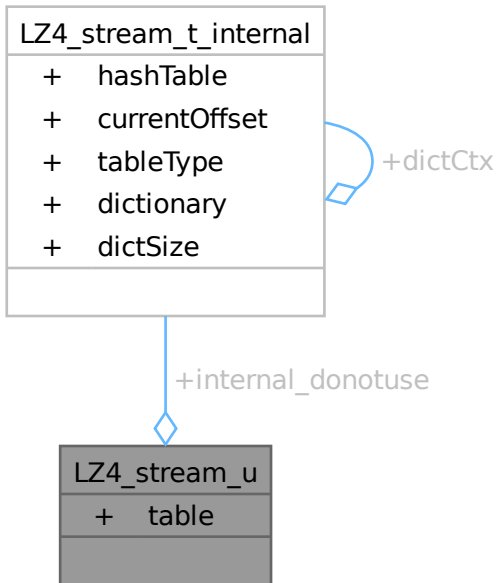 LZ4_stream_t_internal
+ hashTable
+ currentOffset
+ tableType
+ dictionary
+ dictSize
+dictCtx
+internal_donotuse
LZ4_stream_u
+ table